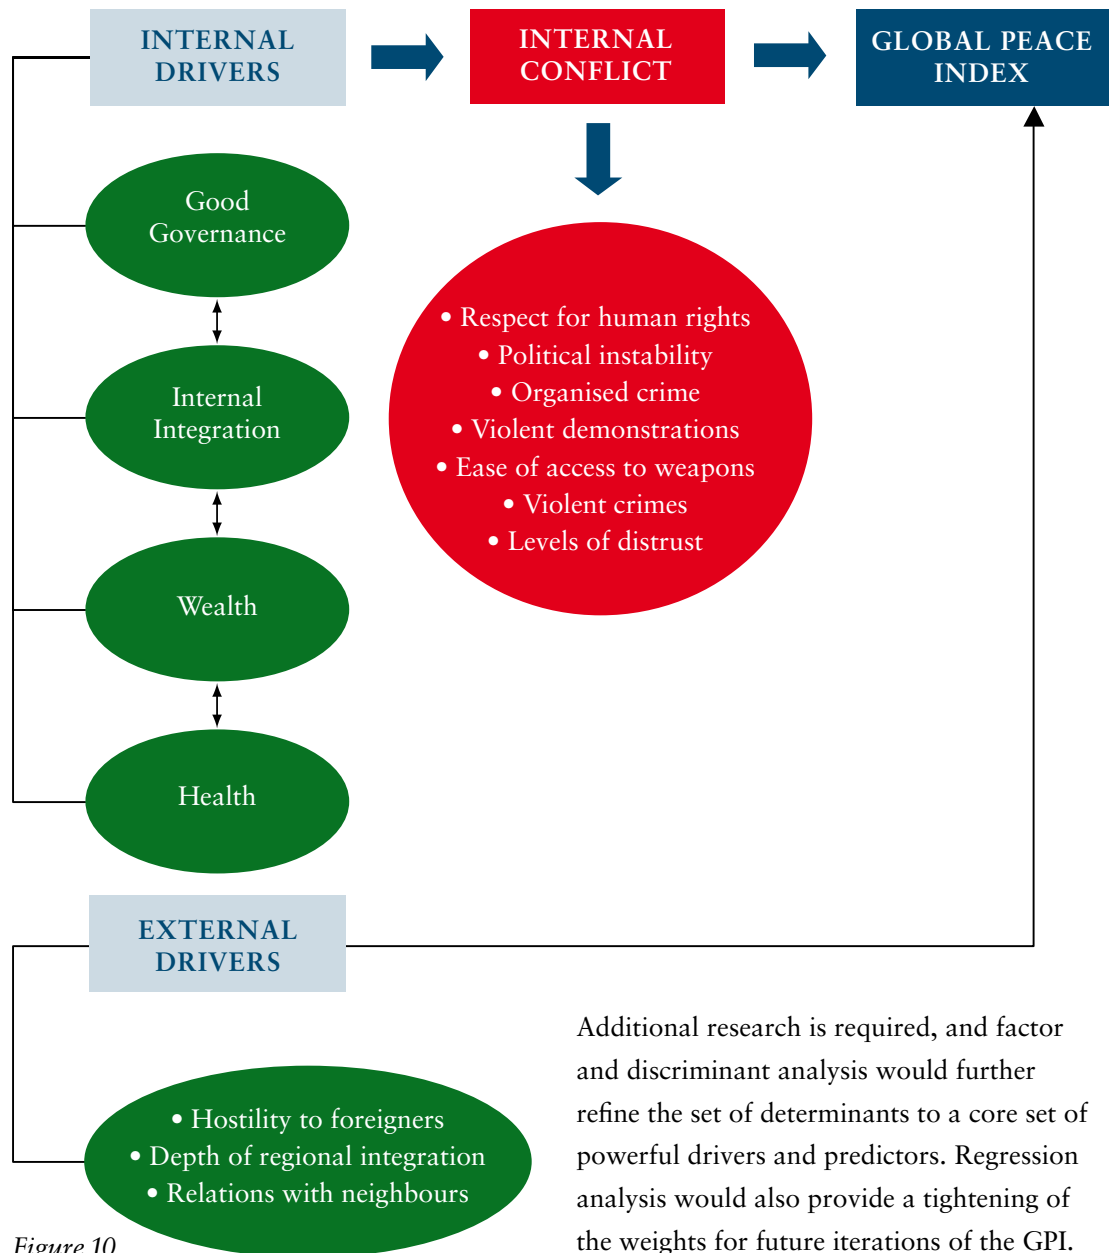 INTERNAL
DRIVERS
INTERNAL
CONFLICT
GLOBAL PEACE
INDEX
Good
Governance
Internal
Integration
Wealth
Health
• Respect for human rights
• Political instability
• Organised crime
• Violent demonstrations
• Ease of access to weapons
• Violent crimes
• Levels of distrust
EXTERNAL
DRIVERS
• Hostility to foreigners
• Depth of regional integration
• Relations with neighbours
Figure 10
Additional research is required, and factor
and discriminant analysis would further
refine the set of determinants to a core set of
powerful drivers and predictors. Regression
analysis would also provide a tightening of
the weights for future iterations of the GPI.